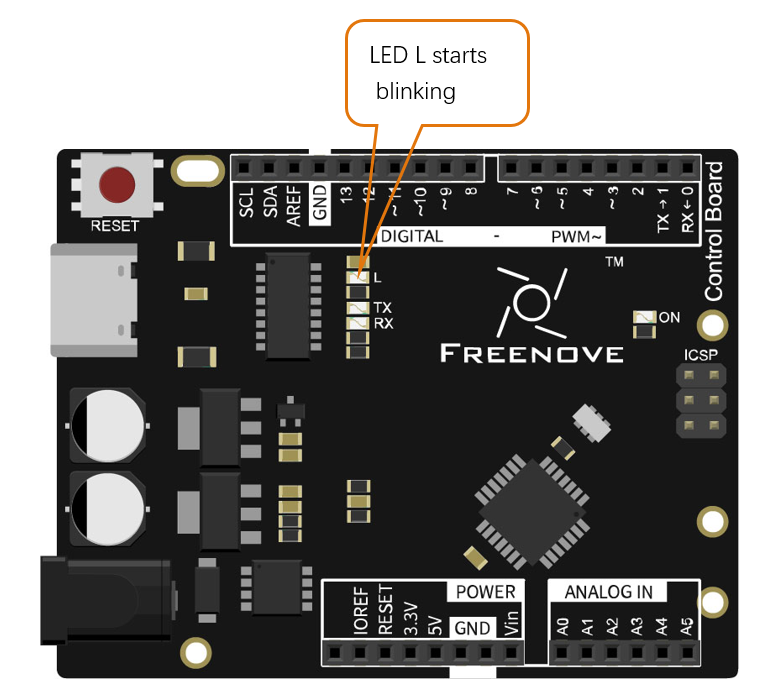 LED L starts
blinking
RESET
SCL
SDA
AREF
GND
13
12
~11
~10
~9
8
7
~6
~5
4
~3
2
TX→1
RX←0
DIGITAL - PWM~
Control Board
L
TX
RX
TM
FREENOVE
ON
ICSP
POWER
IOREF
RESET
3.3V
5V
GND
Vin
ANALOG IN
A0
A1
A2
A3
A4
A5